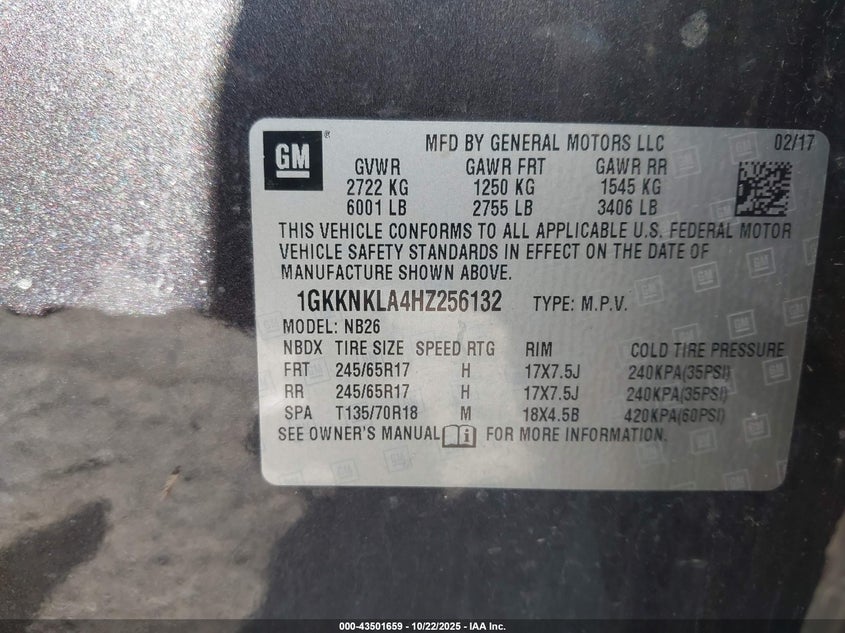 GM ® MFD BY GENERAL MOTORS LLC 02/17
GVWR GAWR FRT GAWR RR
2722 KG 1250 KG 1545 KG
6001 LB 2755 LB 3406 LB
THIS VEHICLE CONFORMS TO ALL APPLICABLE U.S. FEDERAL MOTOR
VEHICLE SAFETY STANDARDS IN EFFECT ON THE DATE OF
MANUFACTURE SHOWN ABOVE.
1GKKNKLA4HZ256132 TYPE: M.P.V.
MODEL: NB26
NBDX TIRE SIZE SPEED RTG RIM COLD TIRE PRESSURE
FRT 245/65R17 H 17X7.5J 240KPA(35PSI)
RR 245/65R17 H 17X7.5J 240KPA(35PSI)
SPA T135/70R18 M 18X4.5B 420KPA(60PSI)
SEE OWNER'S MANUAL FOR MORE INFORMATION.
000-43501659 - 10/22/2025 - IAA Inc.